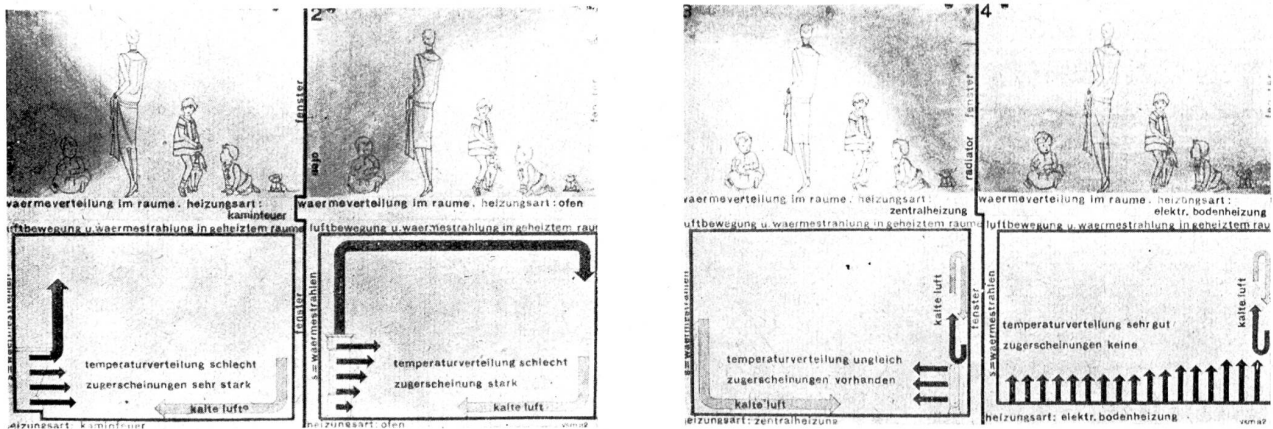 2
fenster
ofen
waermeverteilung im raume. heizungsart:
kaminfeuer
waermeverteilung im raume. heizungsart: ofen
luftbewegung u. waermestrahlung in geheiztem raume
luftbewegung u. waermestrahlung in geheiztem raum
s=waermestrahlen
fenster
s=waermestrahlen
temperaturverteilung schlecht
zugerscheinungen sehr stark
kalte luft
temperaturverteilung schlecht
zugerscheinung stark
kalte luft
heizungsart: kaminfeuer
heizungsart: ofen
3
4
radiator
fenster
waermeverteilung im raume. heizungsart:
zentralheizung
waermeverteilung im raume. heizungsart:
elektr. bodenheizung
luftbewegung u. waermestrahlung in geheiztem raume
luftbewegung u. waermestrahlung in geheiztem rau
fenster
s=waermestrahlen
kalte luft
temperaturverteilung ungleich
zugerscheinungen vorhanden
kalte luft
kalte luft
temperaturverteilung sehr gut
zugerscheinungen keine
heizungsart: zentralheizung
heizungsart: elektr. bodenheizung